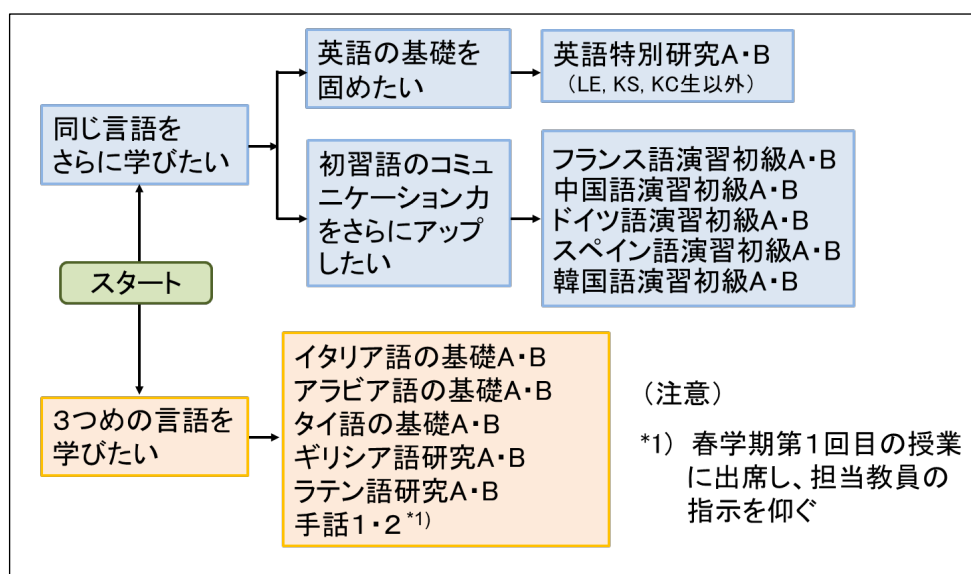 英語の基礎を
固めたい
英語特別研究A・B
(LE, KS, KC生以外)
同じ言語を
さらに学びたい
初習語のコミュ
ニケーション力
をさらにアップ
したい
フランス語演習初級A・B
中国語演習初級A・B
ドイツ語演習初級A・B
スペイン語演習初級A・B
韓国語演習初級A・B
スタート
3つめの言語を
学びたい
イタリア語の基礎A・B
アラビア語の基礎A・B
タイ語の基礎A・B
ギリシア語研究A・B
ラテン語研究A・B
手話1・2 *1)
(注意)
*1) 春学期第1回目の授業
に出席し、担当教員の
指示を仰ぐ